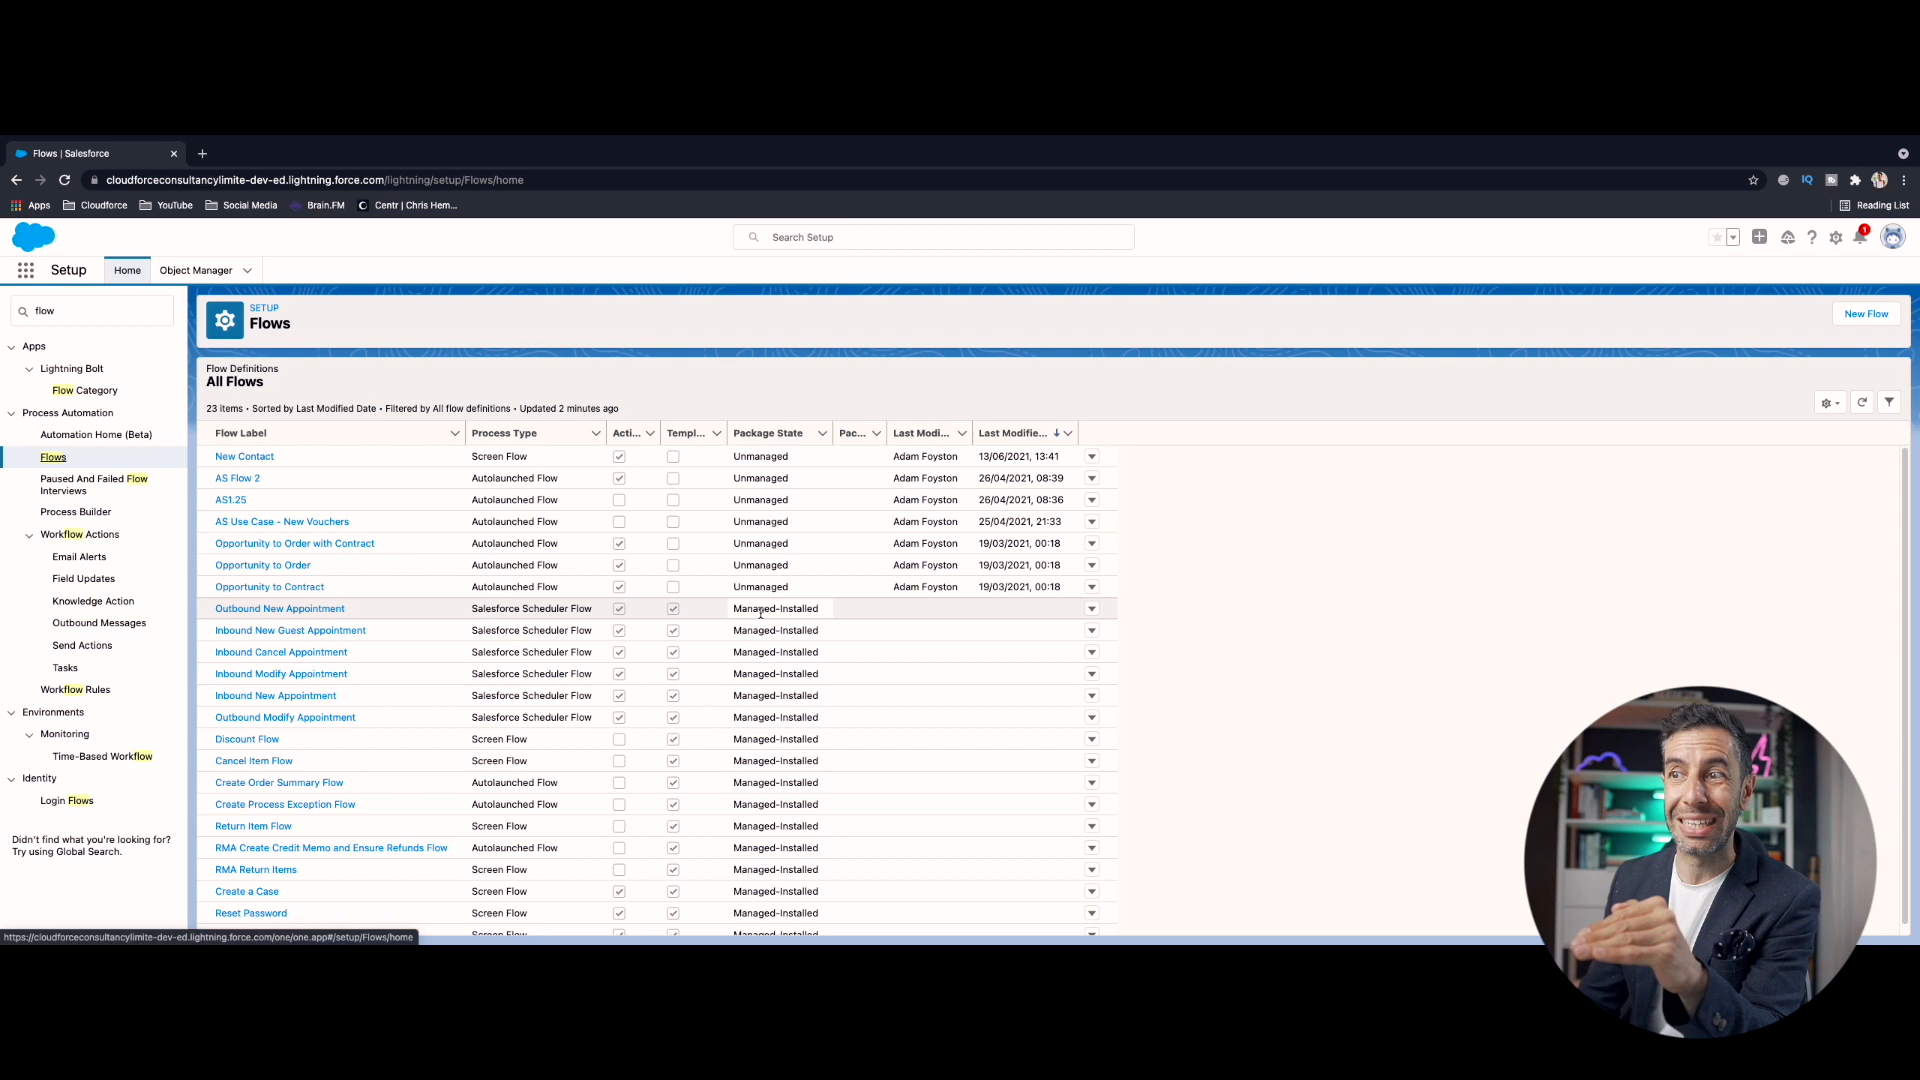 Flows | Salesforce
cloudforceconsultancylimite-dev-ed.lightning.force.com/lightning/setup/Flows/home
Apps Cloudforce YouTube Social Media Brain.FM Centr | Chris Hem... Reading List
Search Setup
1
Setup Home Object Manager
flow
Apps
Lightning Bolt
Flow Category
Process Automation
Automation Home (Beta)
Flows
Paused And Failed Flow
Interviews
Process Builder
Workflow Actions
Email Alerts
Field Updates
Knowledge Action
Outbound Messages
Send Actions
Tasks
Workflow Rules
Environments
Monitoring
Time-Based Workflow
Identity
Login Flows
Didn't find what you're looking for?
Try using Global Search.
SETUP
Flows
New Flow
Flow Definitions
All Flows
23 items • Sorted by Last Modified Date • Filtered by All flow definitions • Updated 2 minutes ago
Flow Label Process Type Acti... Templ... Package State Pac... Last Modi... Last Modifie...
New Contact Screen Flow Unmanaged Adam Foyston 13/06/2021, 13:41
AS Flow 2 Autolaunched Flow Unmanaged Adam Foyston 26/04/2021, 08:39
AS1.25 Autolaunched Flow Unmanaged Adam Foyston 26/04/2021, 08:36
AS Use Case - New Vouchers Autolaunched Flow Unmanaged Adam Foyston 25/04/2021, 21:33
Opportunity to Order with Contract Autolaunched Flow Unmanaged Adam Foyston 19/03/2021, 00:18
Opportunity to Order Autolaunched Flow Unmanaged Adam Foyston 19/03/2021, 00:18
Opportunity to Contract Autolaunched Flow Unmanaged Adam Foyston 19/03/2021, 00:18
Outbound New Appointment Salesforce Scheduler Flow Managed-Installed
Inbound New Guest Appointment Salesforce Scheduler Flow Managed-Installed
Inbound Cancel Appointment Salesforce Scheduler Flow Managed-Installed
Inbound Modify Appointment Salesforce Scheduler Flow Managed-Installed
Inbound New Appointment Salesforce Scheduler Flow Managed-Installed
Outbound Modify Appointment Salesforce Scheduler Flow Managed-Installed
Discount Flow Screen Flow Managed-Installed
Cancel Item Flow Screen Flow Managed-Installed
Create Order Summary Flow Autolaunched Flow Managed-Installed
Create Process Exception Flow Autolaunched Flow Managed-Installed
Return Item Flow Screen Flow Managed-Installed
RMA Create Credit Memo and Ensure Refunds Flow Autolaunched Flow Managed-Installed
RMA Return Items Screen Flow Managed-Installed
Create a Case Screen Flow Managed-Installed
Reset Password Screen Flow Managed-Installed
Screen Flow Managed-Installed
https://cloudforceconsultancylimite-dev-ed.lightning.force.com/one/one.app#/setup/Flows/home